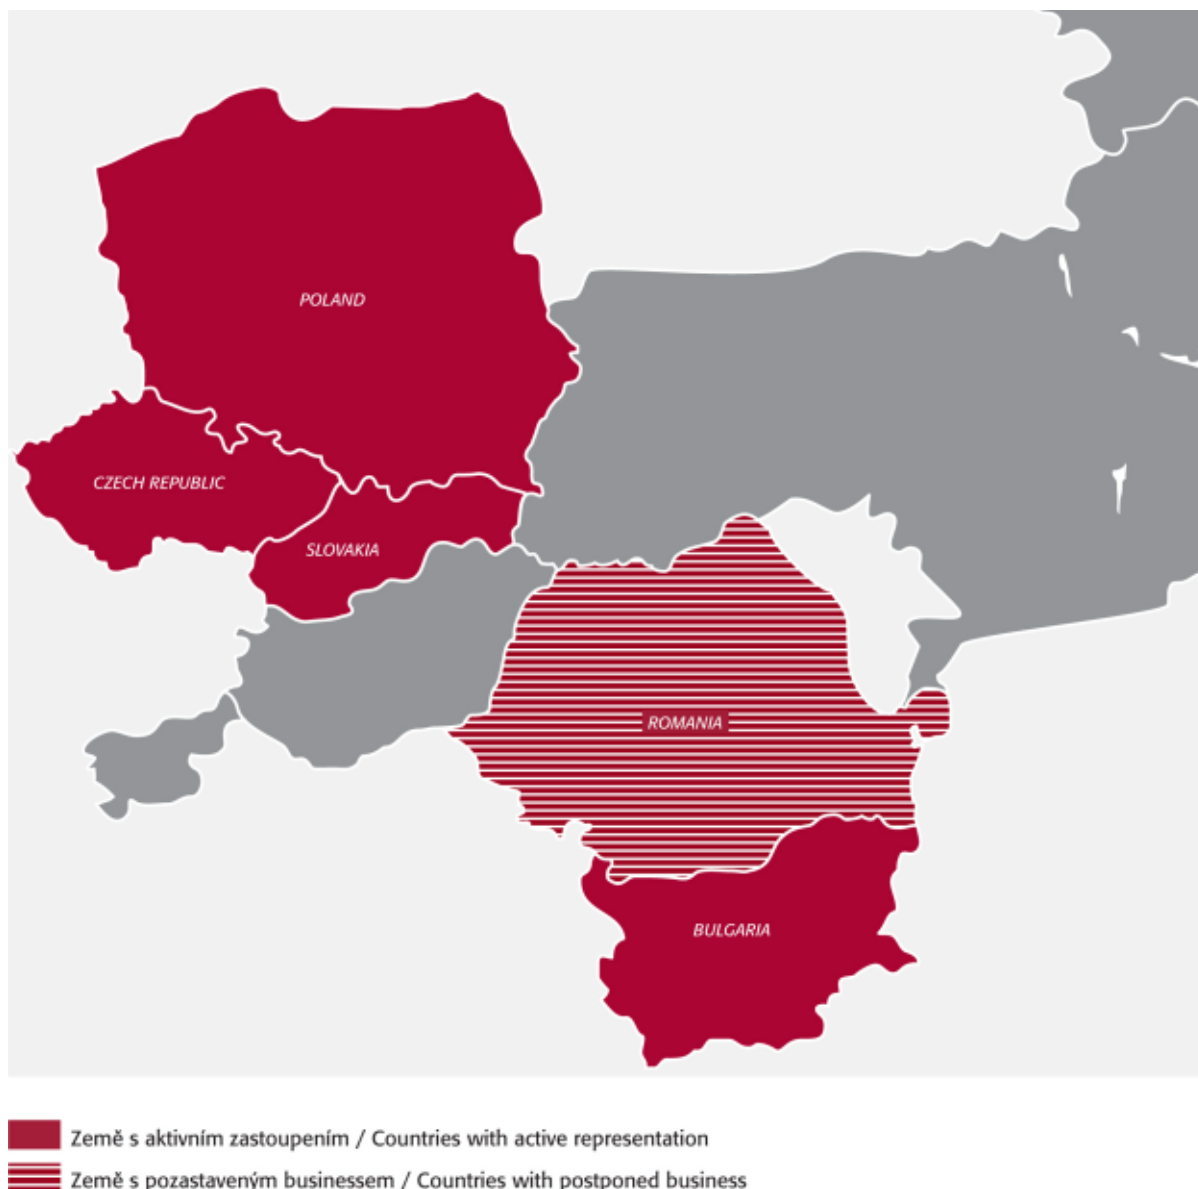 POLAND
CZECH REPUBLIC
SLOVAKIA
ROMANIA
BULGARIA
Země s aktivním zastoupením / Countries with active representation
Země s pozastaveným businessem / Countries with postponed business